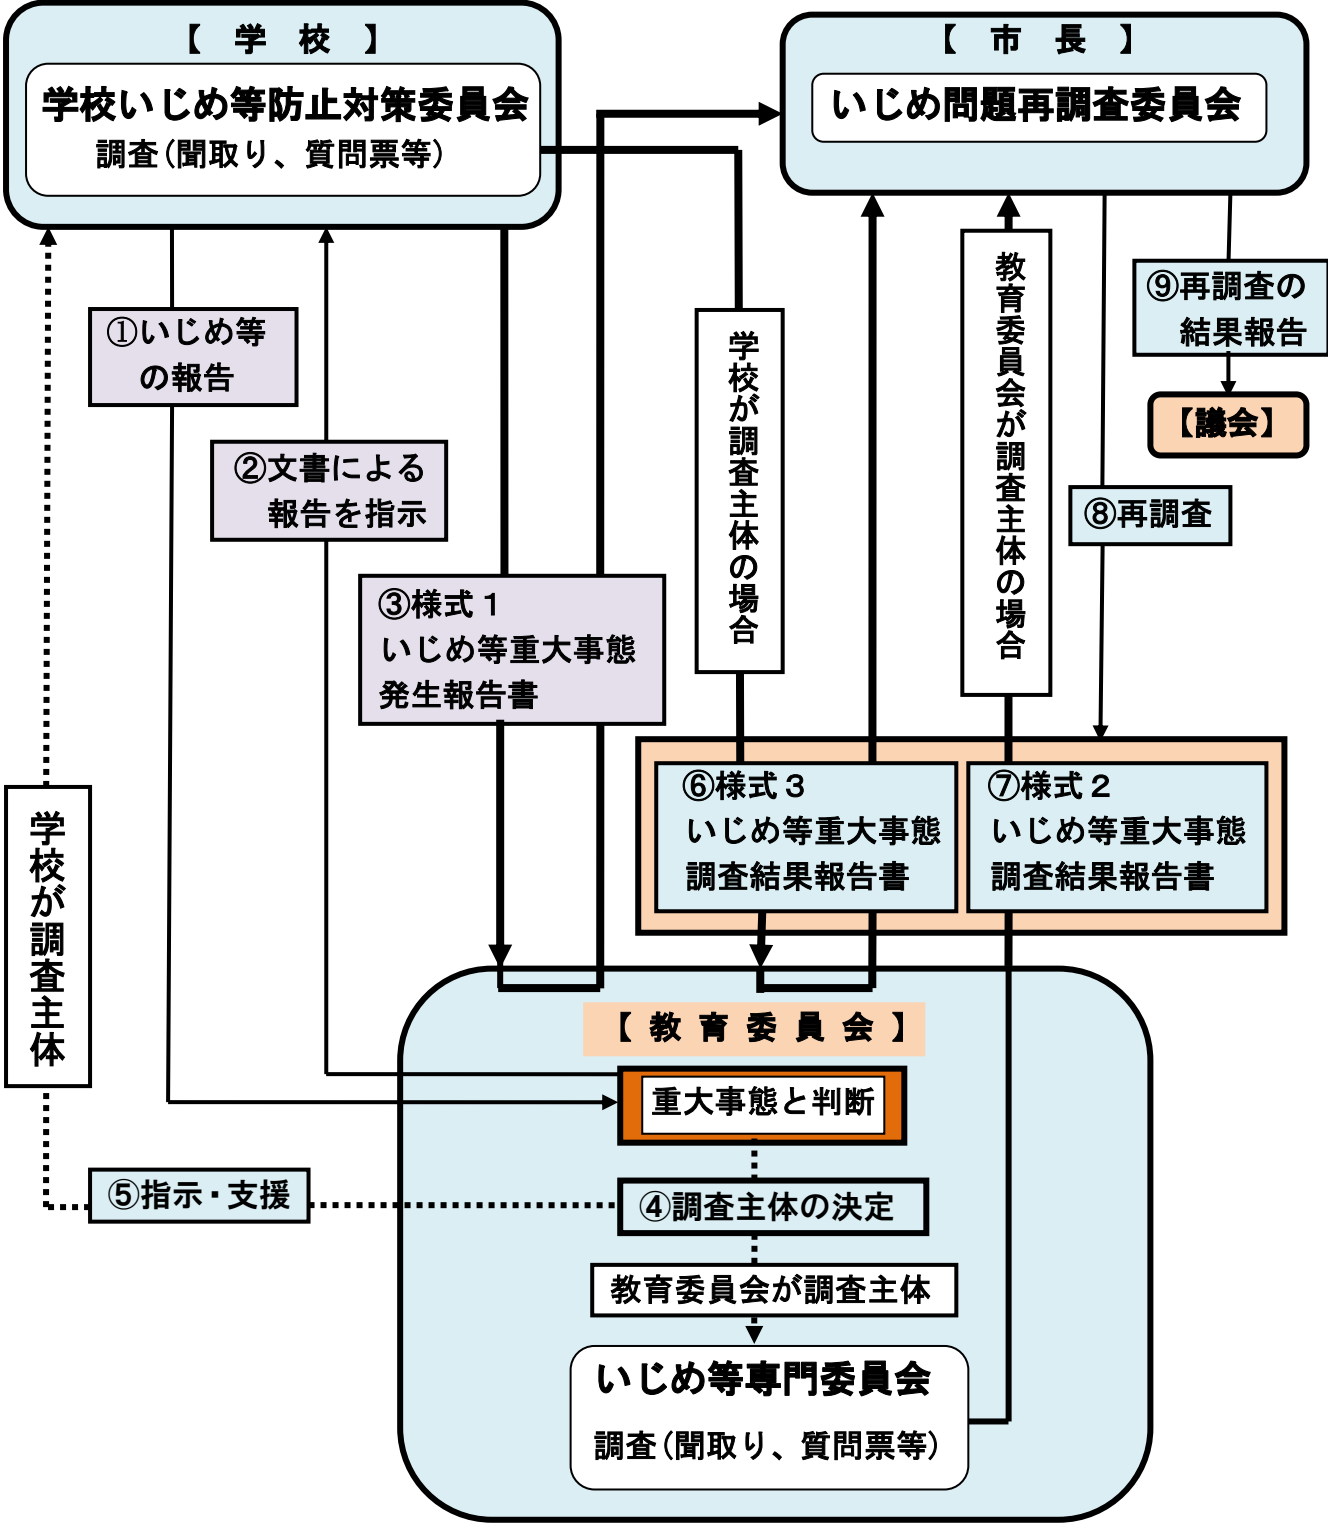 【　学　校　】
学校いじめ等防止対策委員会
調査(聞取り、質問票等)
【　市　長　】
いじめ問題再調査委員会
①いじめ等
の報告
②文書による
報告を指示
③様式１
いじめ等重大事態
発生報告書
学校が調査主体の場合
教育委員会が調査主体の場合
⑨再調査の
結果報告
【議会】
⑧再調査
⑥様式３
いじめ等重大事態
調査結果報告書
⑦様式２
いじめ等重大事態
調査結果報告書
学校が調査主体
【 教 育 委 員 会 】
重大事態と判断
⑤指示・支援
④調査主体の決定
教育委員会が調査主体
いじめ等専門委員会
調査(聞取り、質問票等)